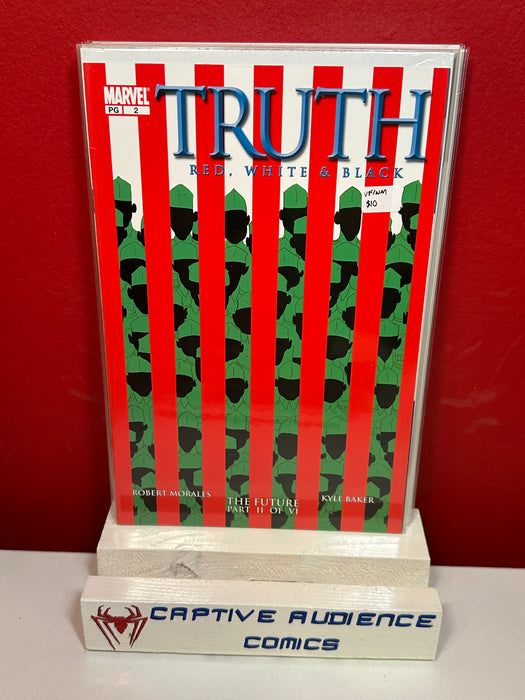 MARVEL
PG 2
TRUTH
RED, WHITE & BLACK
VF/NM
$10
ROBERT MORALES
THE FUTURE
PART II OF VI
KYLE BAKER
CAPTIVE AUDIENCE
COMICS